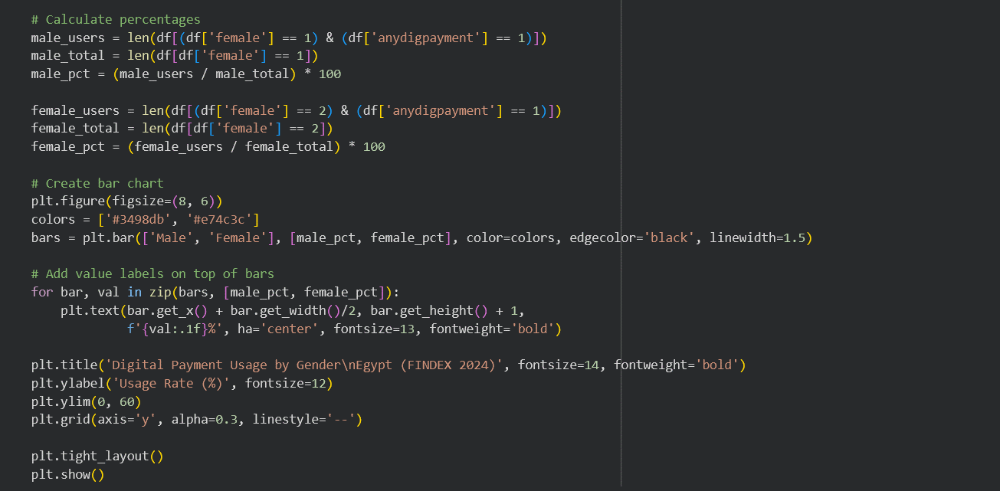 # Calculate percentages
male_users = len(df[(df['female'] == 1) & (df['anydigpayment'] == 1)])
male_total = len(df[df['female'] == 1])
male_pct = (male_users / male_total) * 100

female_users = len(df[(df['female'] == 2) & (df['anydigpayment'] == 1)])
female_total = len(df[df['female'] == 2])
female_pct = (female_users / female_total) * 100

# Create bar chart
plt.figure(figsize=(8, 6))
colors = ['#3498db', '#e74c3c']
bars = plt.bar(['Male', 'Female'], [male_pct, female_pct], color=colors, edgecolor='black', linewidth=1.5)

# Add value labels on top of bars
for bar, val in zip(bars, [male_pct, female_pct]):
    plt.text(bar.get_x() + bar.get_width()/2, bar.get_height() + 1,
             f'{val:.1f}%', ha='center', fontsize=13, fontweight='bold')

plt.title('Digital Payment Usage by Gender\nEgypt (FINDEX 2024)', fontsize=14, fontweight='bold')
plt.ylabel('Usage Rate (%)', fontsize=12)
plt.ylim(0, 60)
plt.grid(axis='y', alpha=0.3, linestyle='--')

plt.tight_layout()
plt.show()